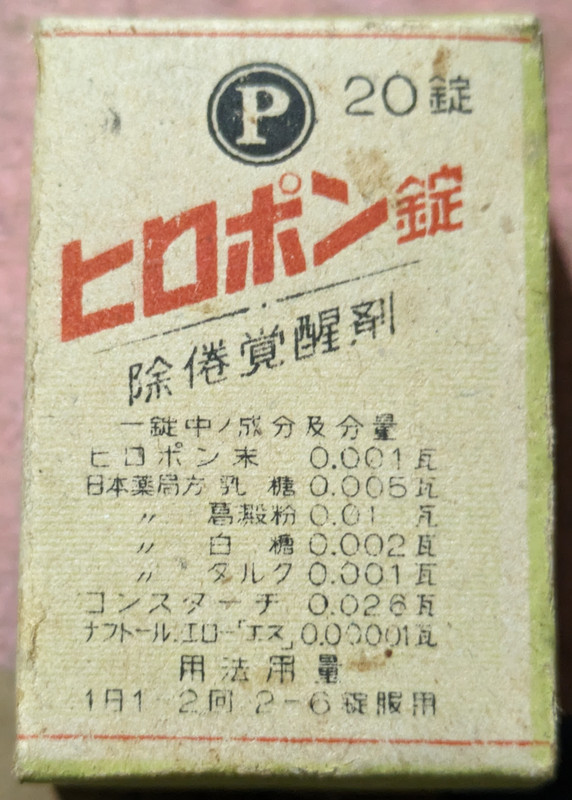 P 20錠
ヒロポン錠
除倦覚醒剤
一錠中ノ成分及分量
ヒロポン末 0.001瓦
日本薬局方 乳糖 0.005瓦
〃 葛澱粉 0.01 瓦
〃 白糖 0.002瓦
〃 タルク 0.001瓦
コンスターチ 0.026瓦
ナフトール.エロー「エス」0.00001瓦
用法用量
1日1-2回 2-6錠服用